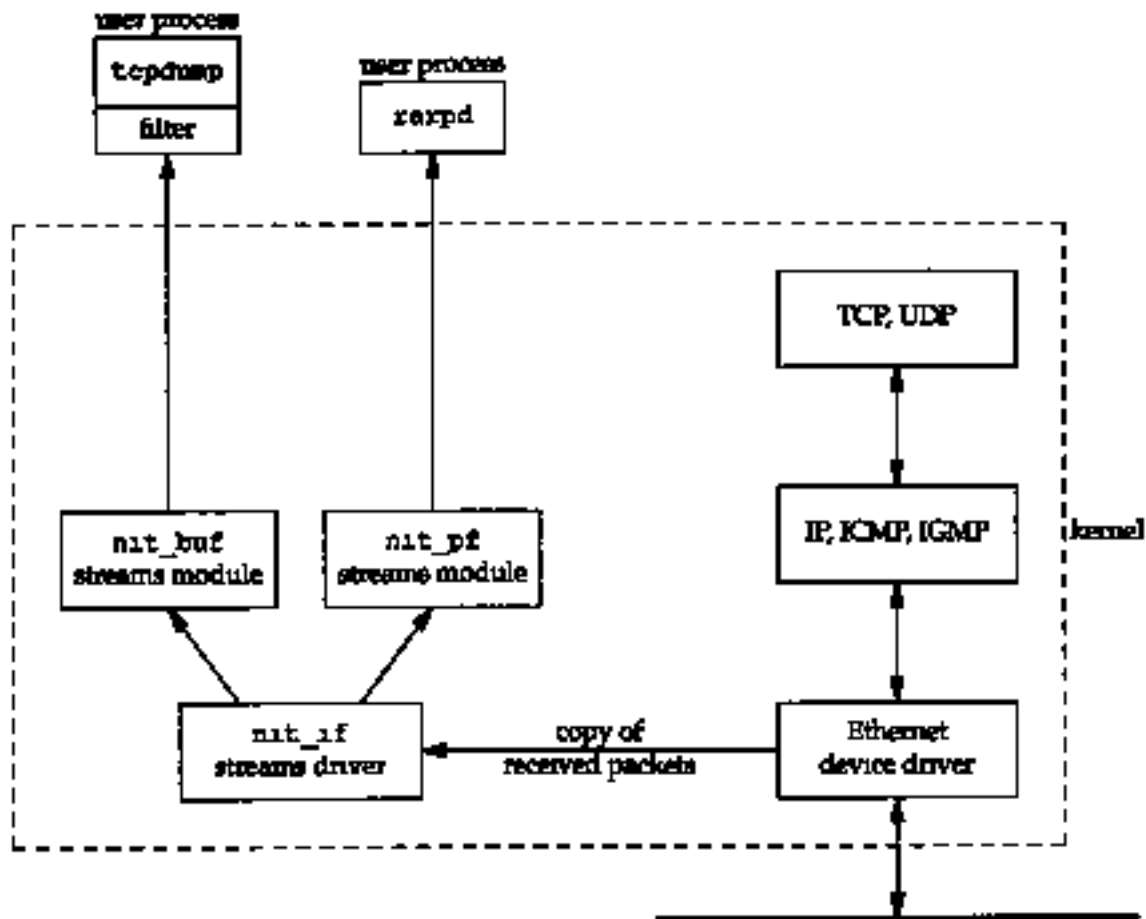 user process
tcpdump
filter
user process
rarpd
TCP, UDP
nit_buf
streams module
nit_pf
streams module
IP, ICMP, IGMP
kernel
nit_if
streams driver
copy of
received packets
Ethernet
device driver